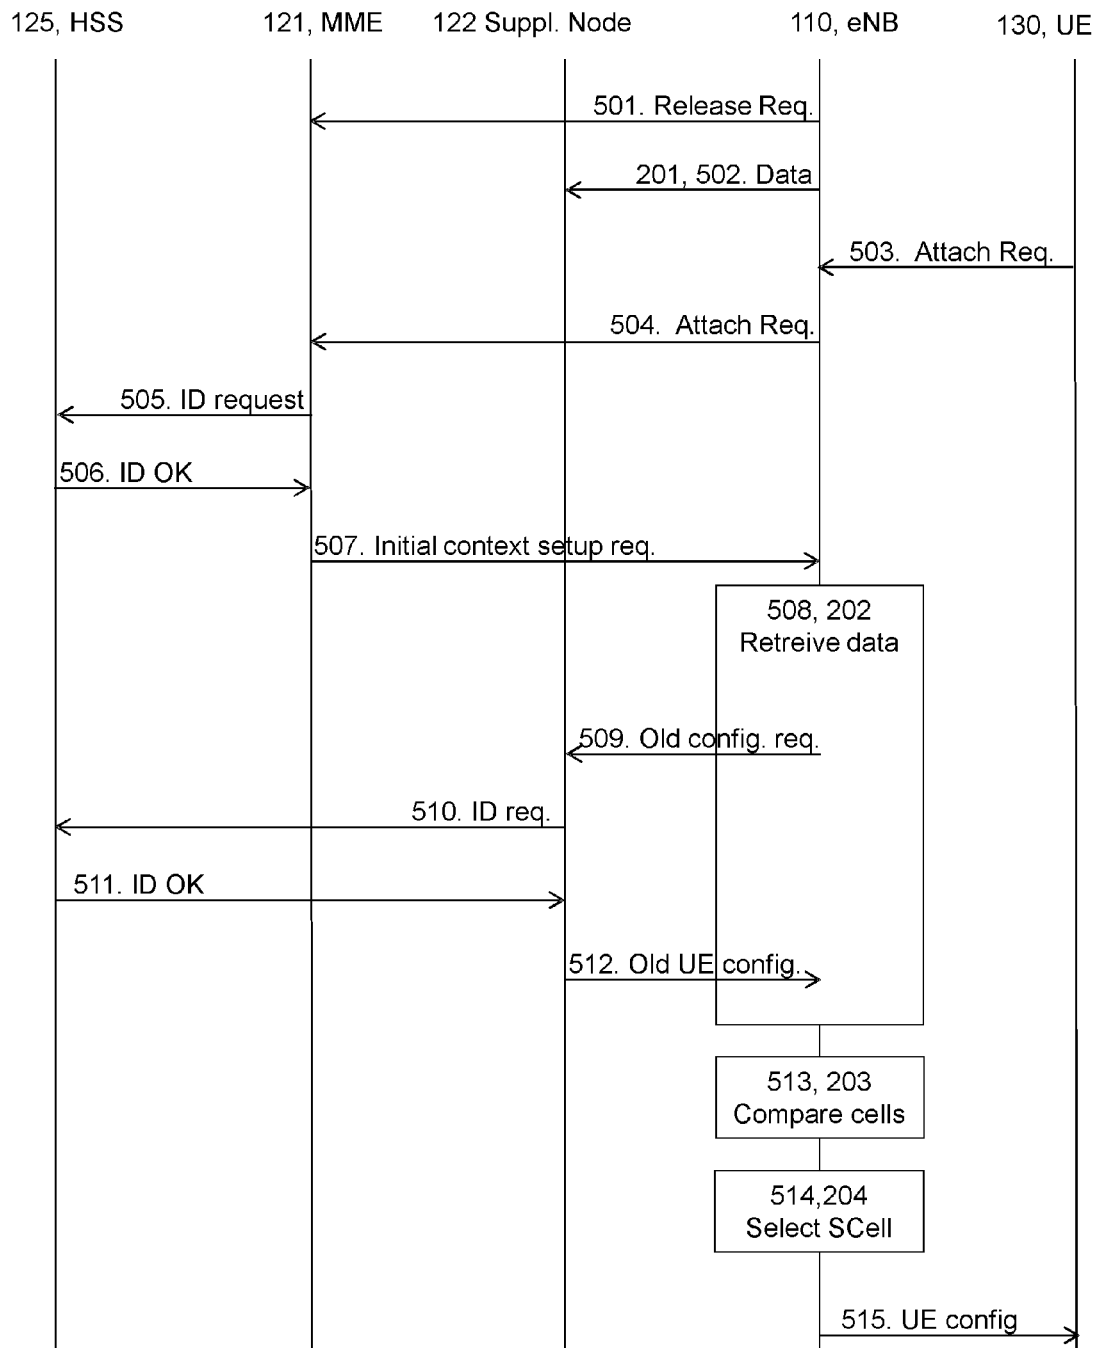 125, HSS
121, MME
122 Suppl. Node
110, eNB
130, UE
501. Release Req.
201, 502. Data
503. Attach Req.
504. Attach Req.
505. ID request
506. ID OK
507. Initial context setup req.
508, 202
Retreive data
509. Old config. req.
510. ID req.
511. ID OK
512. Old UE config.
513, 203
Compare cells
514,204
Select SCell
515. UE config